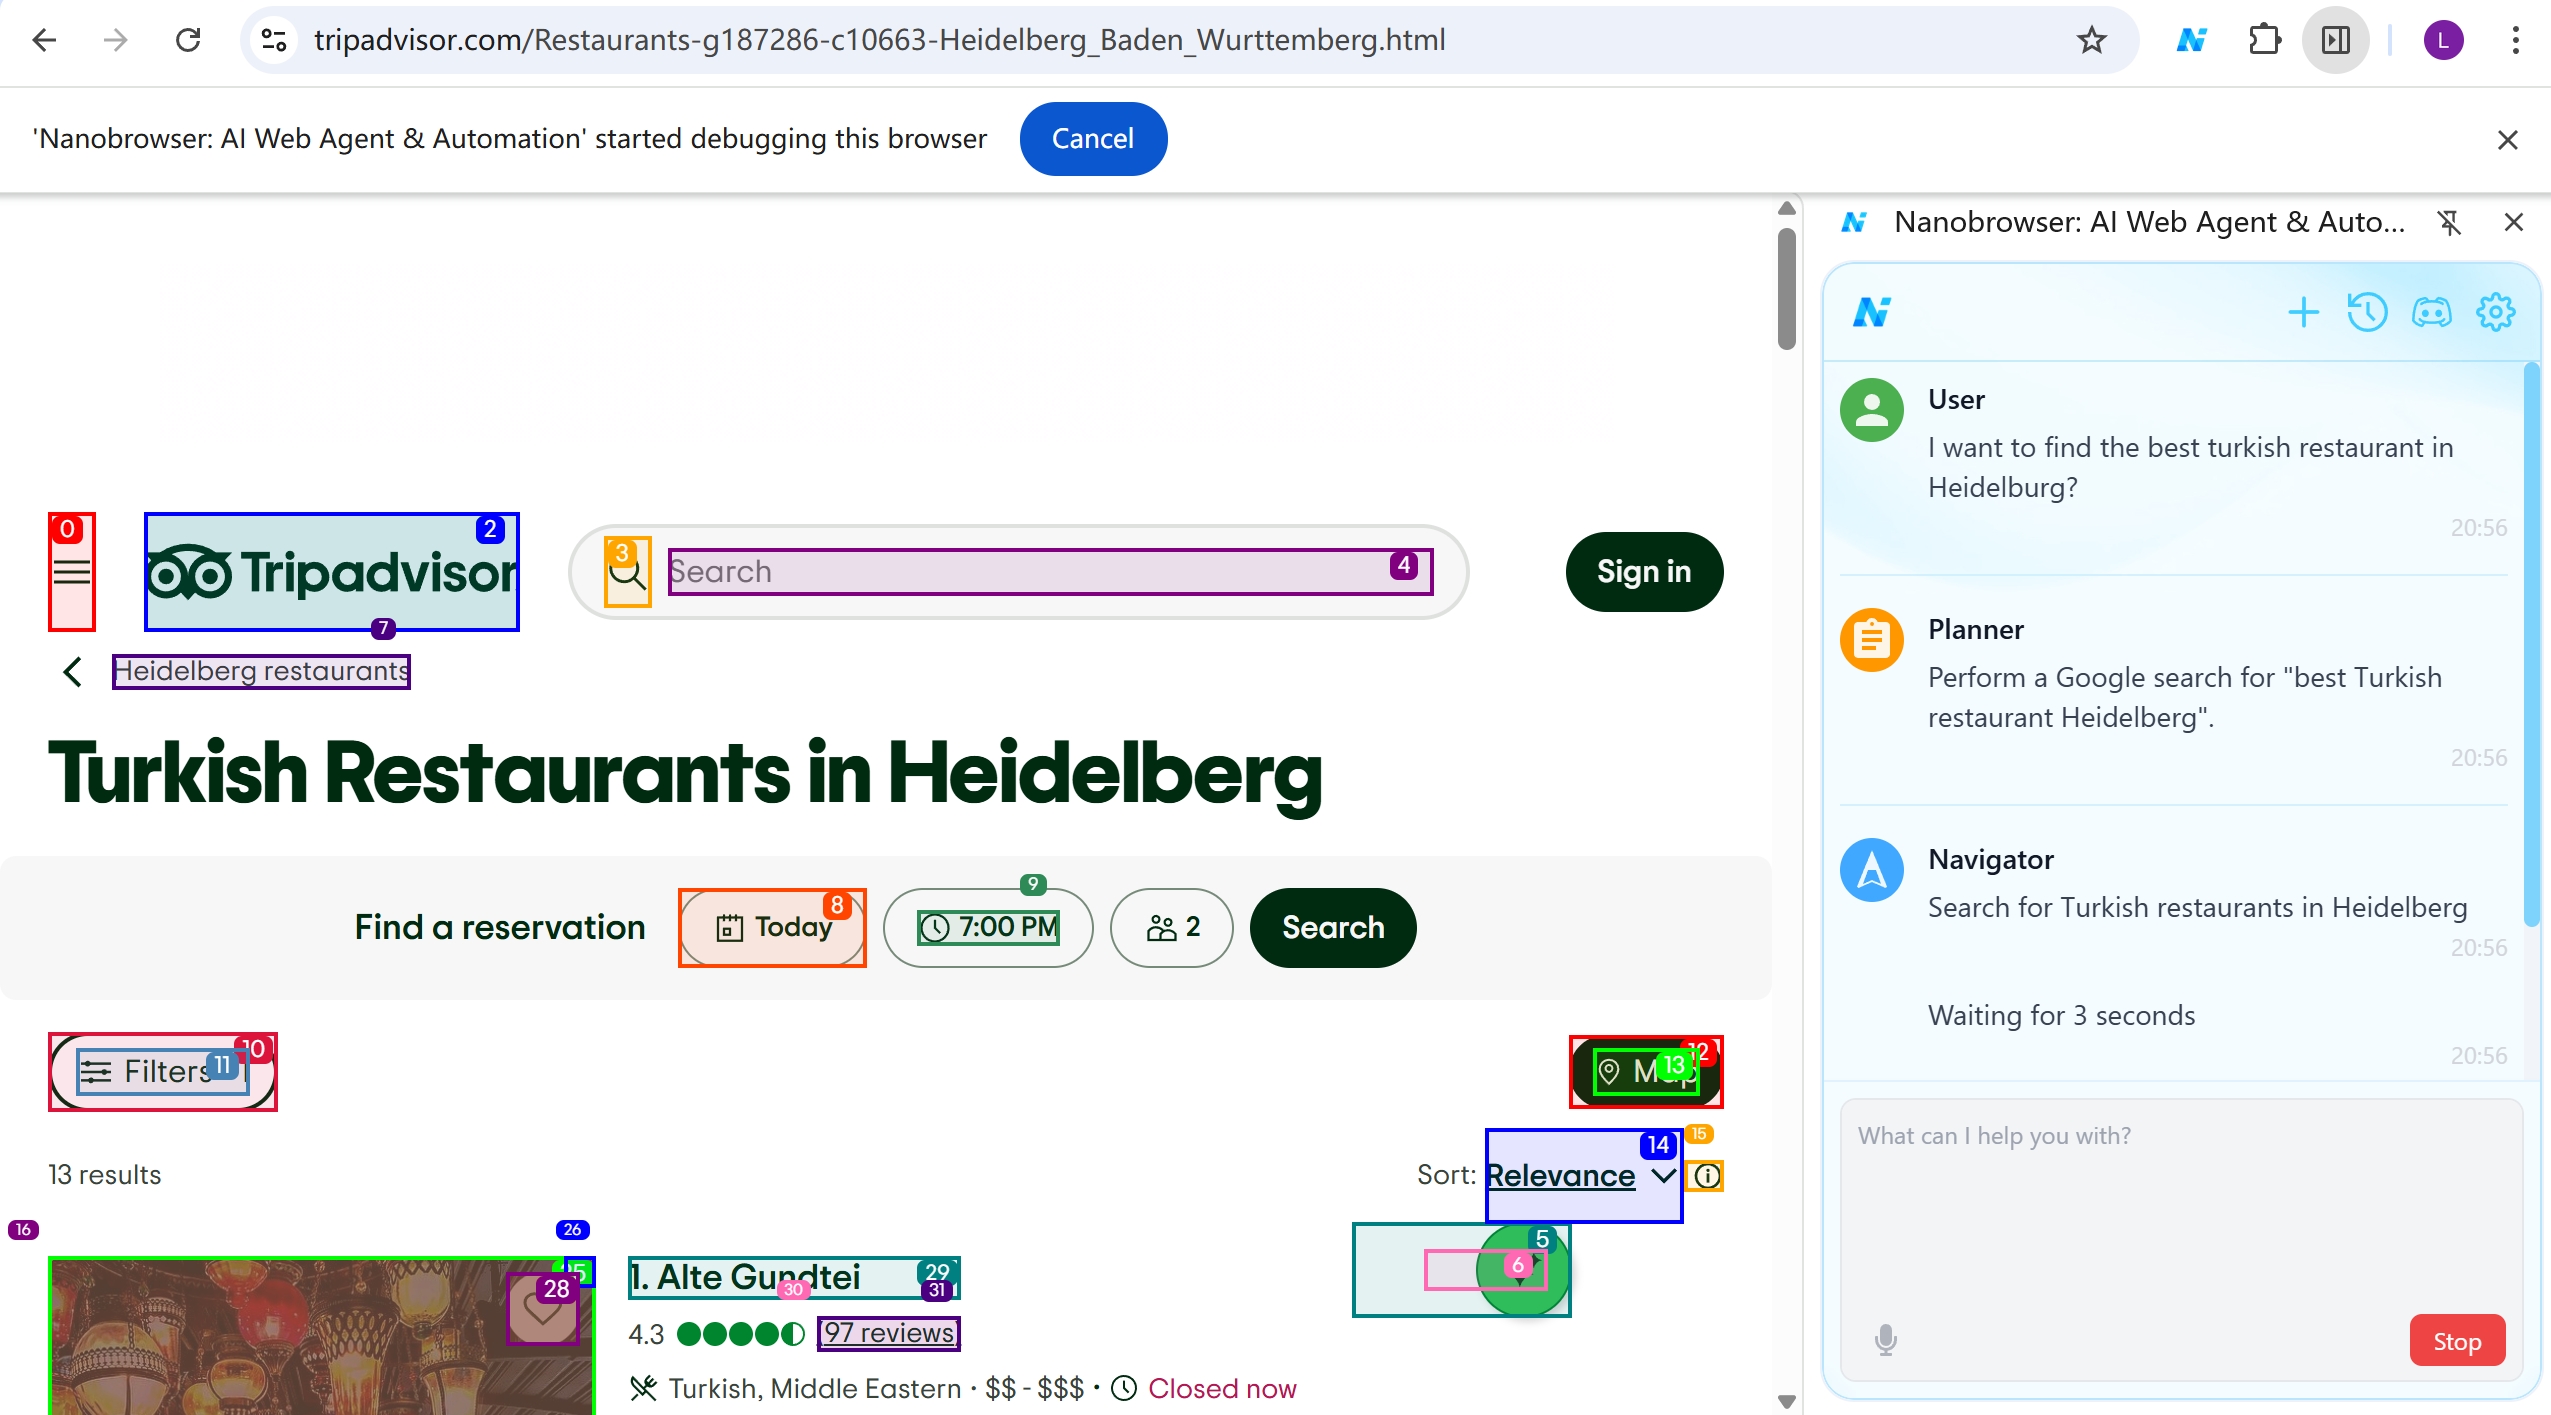 tripadvisor.com/Restaurants-g187286-c10663-Heidelberg_Baden_Wurttemberg.html
L
'Nanobrowser: AI Web Agent & Automation' started debugging this browser
Cancel
0
2
Tripadvisor
3
Search
4
Sign in
7
Heidelberg restaurants
Turkish Restaurants in Heidelberg
Find a reservation
8
Today
9
7:00 PM
2
Search
10
11
Filters
12
13
13 results
Sort: Relevance
14
15
16
26
28
5
6
1. Alte Gundtei
29
30
31
4.3
97 reviews
Turkish, Middle Eastern · $$ - $$$ · Closed now
Nanobrowser: AI Web Agent & Auto...
User
I want to find the best turkish restaurant in
Heidelburg?
20:56
Planner
Perform a Google search for "best Turkish
restaurant Heidelberg".
20:56
Navigator
Search for Turkish restaurants in Heidelberg
20:56
Waiting for 3 seconds
20:56
What can I help you with?
Stop